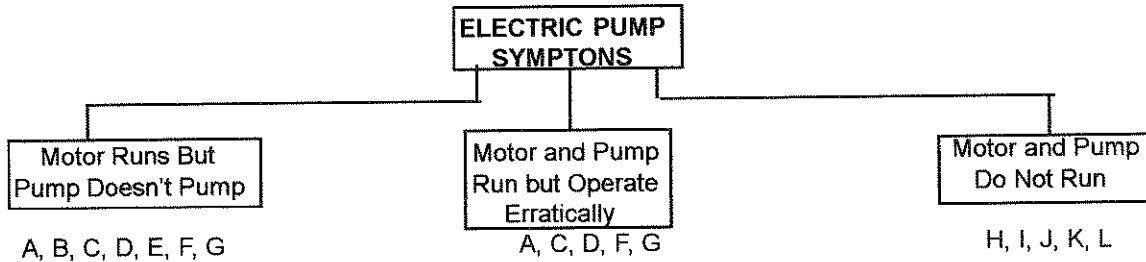 ELECTRIC PUMP
SYMPTONS
Motor Runs But
Pump Doesn't Pump
A, B, C, D, E, F, G
Motor and Pump
Run but Operate
Erratically
A, C, D, F, G
Motor and Pump
Do Not Run
H, I, J, K, L